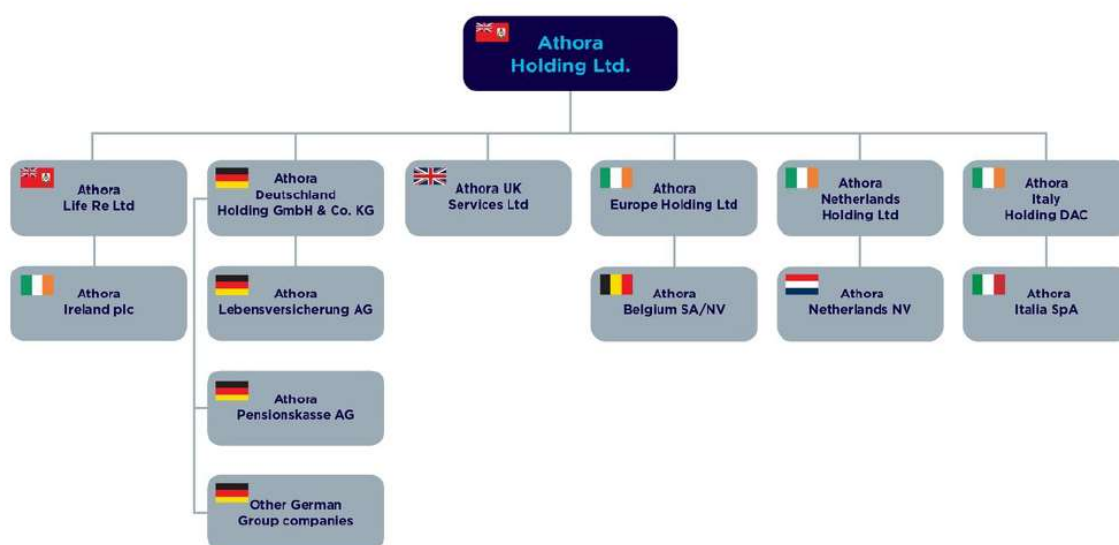 Athora
Holding Ltd.
Athora
Life Re Ltd
Athora
Deutschland
Holding GmbH & Co. KG
Athora UK
Services Ltd
Athora
Europe Holding Ltd
Athora
Netherlands
Holding Ltd
Athora
Italy
Holding DAC
Athora
Ireland plc
Athora
Lebensversicherung AG
Athora
Belgium SA/NV
Athora
Netherlands NV
Athora
Italia SpA
Athora
Pensionskasse AG
Other German
Group companies